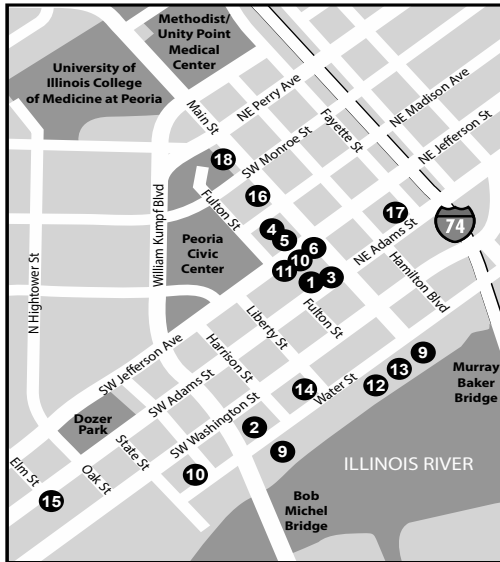 Methodist/
Unity Point
Medical
Center
University of
Illinois College
of Medicine at Peoria
Main St
NE Perry Ave
Fayette St
NE Madison Ave
NE Jefferson St
SW Monroe St
18
16
17
74
Fulton St
William Kumpf Blvd
N Hightower St
Peoria
Civic
Center
4
5
6
10
11
1
3
NE Adams St
Hamilton Blvd
Fulton St
Liberty St
Harrison St
SW Jefferson Ave
SW Adams St
SW Washington St
Water St
9
13
12
14
Murray
Baker
Bridge
Dozer
Park
State St
Oak St
Elm St
2
9
10
15
ILLINOIS RIVER
Bob
Michel
Bridge